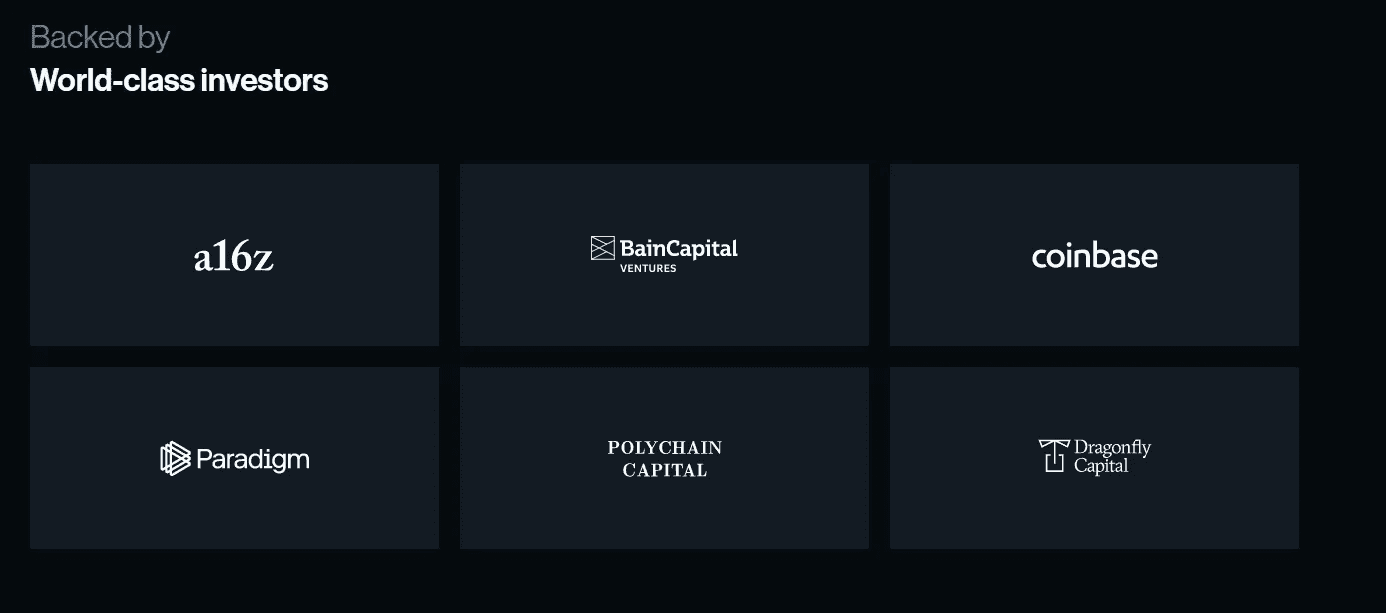 Backed by
World-class investors
a16z
BainCapital
VENTURES
coinbase
Paradigm
POLYCHAIN
CAPITAL
Dragonfly
Capital